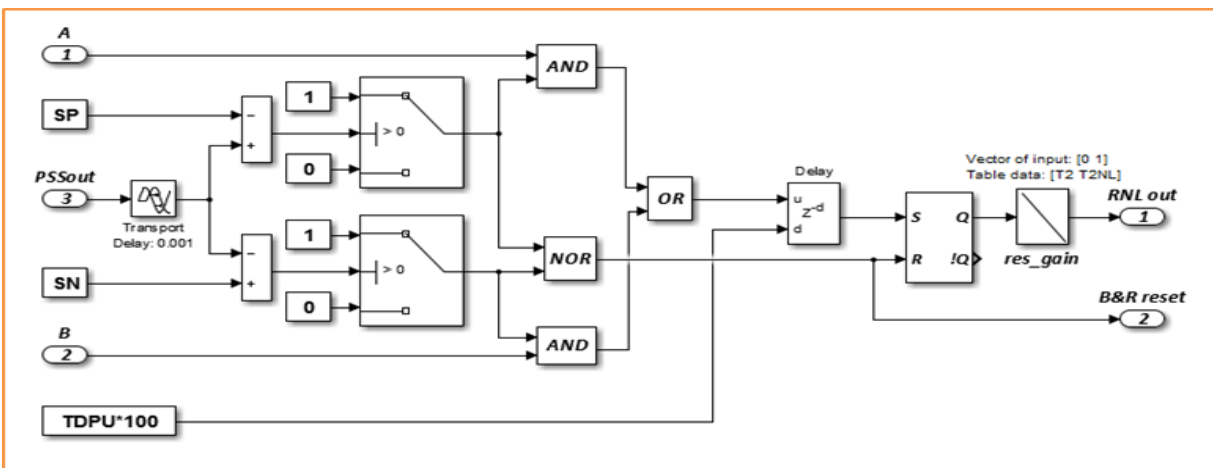 A
1
SP
PSSout
3
Transport
Delay: 0.001
SN
B
2
TDPU*100
−
+
−
+
1
> 0
0
1
> 0
0
AND
NOR
AND
OR
Delay
u
Z-d
d
S Q
R !Q
Vector of input: [0 1]
Table data: [T2 T2NL]
res_gain
RNL out
1
B&R reset
2